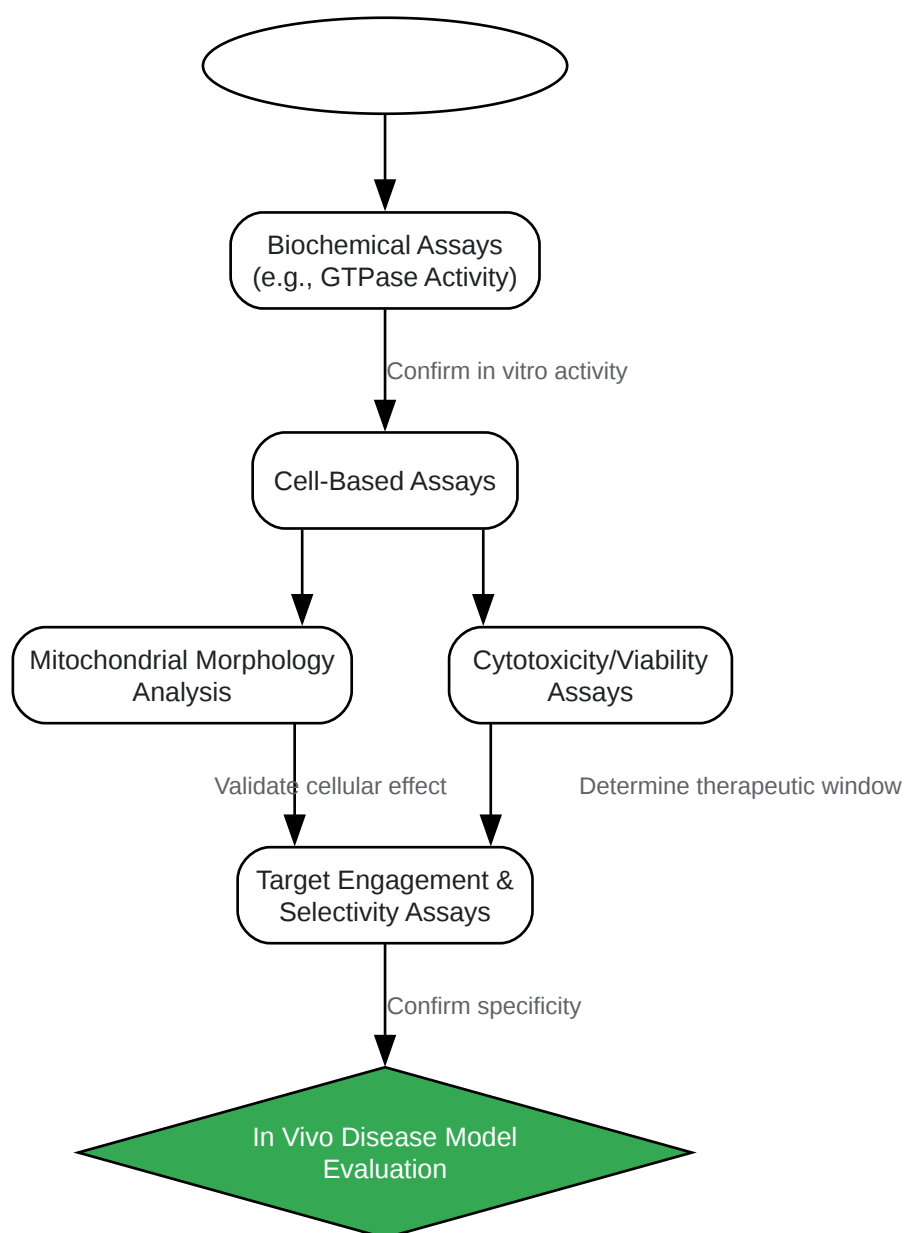 Biochemical Assays
(e.g., GTPase Activity)
Confirm in vitro activity
Cell-Based Assays
Mitochondrial Morphology
Analysis
Cytotoxicity/Viability
Assays
Validate cellular effect
Determine therapeutic window
Target Engagement &
Selectivity Assays
Confirm specificity
In Vivo Disease Model
Evaluation